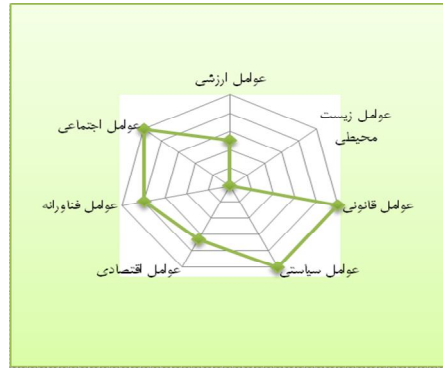 عوامل ارزشی
عوامل زیست
محیطی
عوامل قانونی
عوامل سیاستی
عوامل اقتصادی
عوامل فناورانه
عوامل اجتماعی